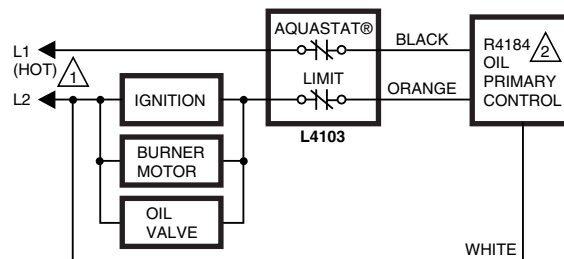 AQUASTAT®
BLACK
L1
(HOT)
1
R4184
OIL
PRIMARY
CONTROL
2
LIMIT
ORANGE
L2
IGNITION
L4103
BURNER
MOTOR
OIL
VALVE
WHITE